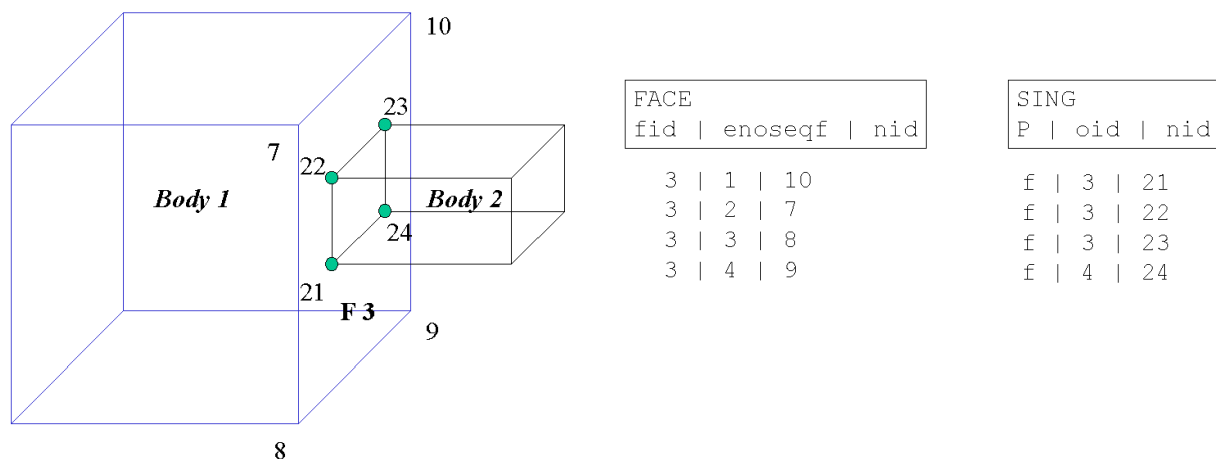 10
23
7
22
Body 1
Body 2
24
21
F 3
9
8
FACE
fid | enoseqf | nid
3 | 1 | 10
3 | 2 | 7
3 | 3 | 8
3 | 4 | 9
SING
P | oid | nid
f | 3 | 21
f | 3 | 22
f | 3 | 23
f | 4 | 24